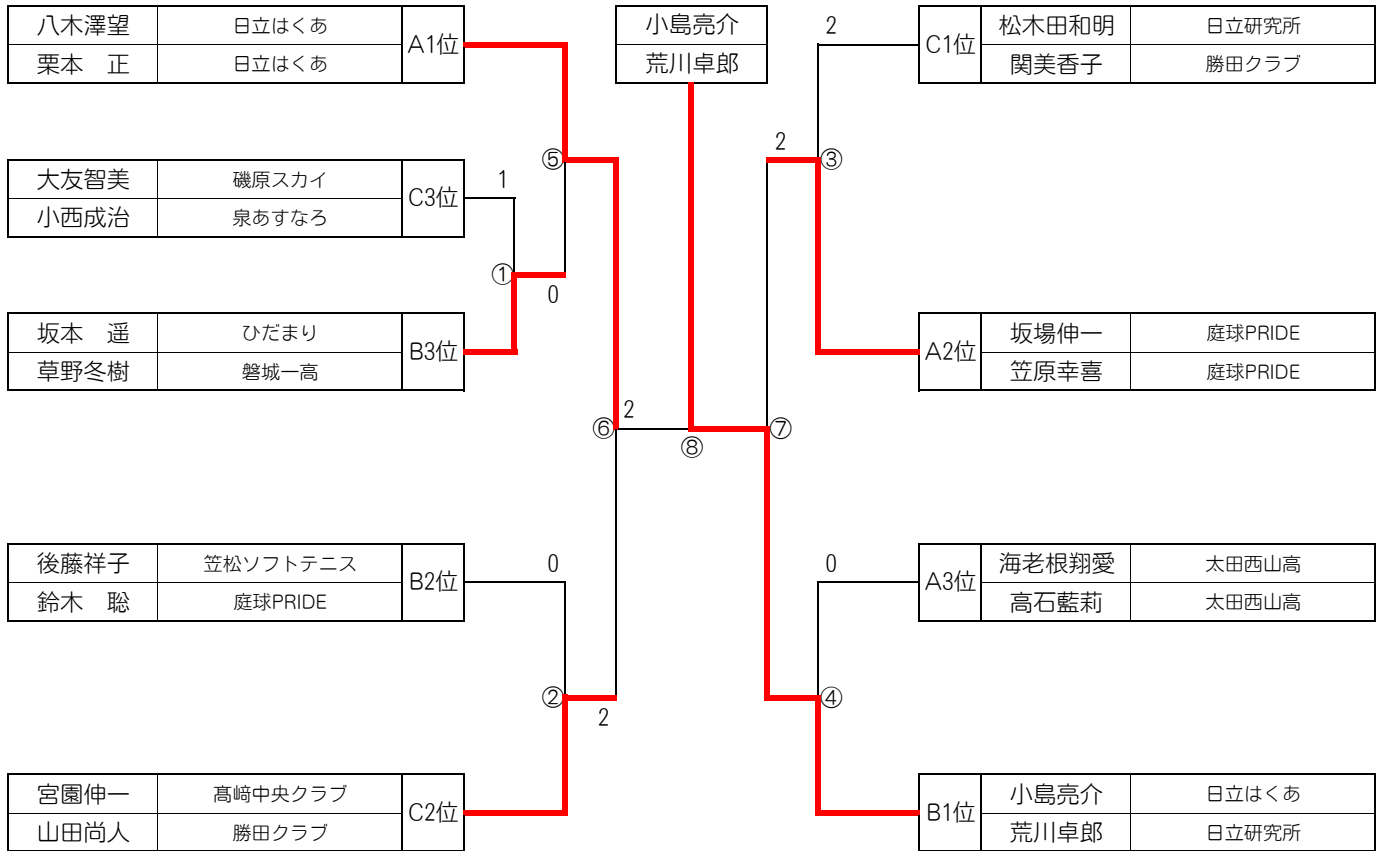 八木澤望 日立はくあ A1位
栗本　正 日立はくあ
大友智美 磯原スカイ C3位
小西成治 泉あすなろ
坂本　遥 ひだまり B3位
草野冬樹 磐城一高
後藤祥子 笠松ソフトテニス B2位
鈴木　聡 庭球PRIDE
宮園伸一 髙﨑中央クラブ C2位
山田尚人 勝田クラブ
⑤
1
①
0
⑥ 2
0
②
2
小島亮介
荒川卓郎
⑧
2
2 ③
⑦
0
④
C1位 松木田和明 日立研究所
関美香子 勝田クラブ
A2位 坂場伸一 庭球PRIDE
笠原幸喜 庭球PRIDE
A3位 海老根翔愛 太田西山高
高石藍莉 太田西山高
B1位 小島亮介 日立はくあ
荒川卓郎 日立研究所